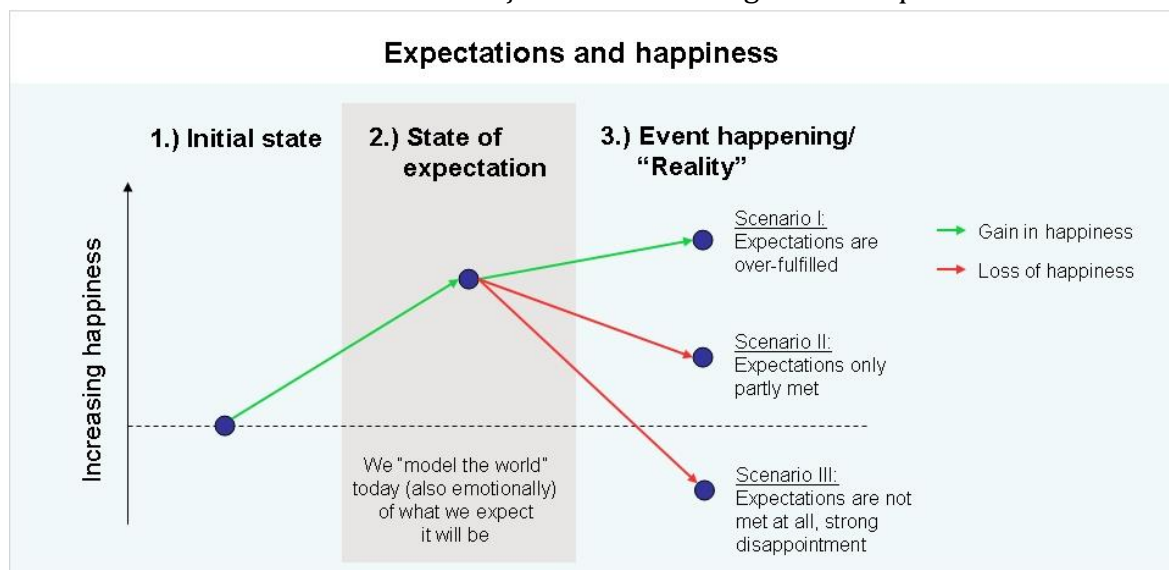 Expectations and happiness
1.) Initial state
2.) State of
expectation
3.) Event happening/
“Reality”
Increasing happiness
We "model the world"
today (also emotionally)
of what we expect
it will be
Scenario I:
Expectations are
over-fulfilled
Scenario II:
Expectations only
partly met
Scenario III:
Expectations are not
met at all, strong
disappointment
Gain in happiness
Loss of happiness